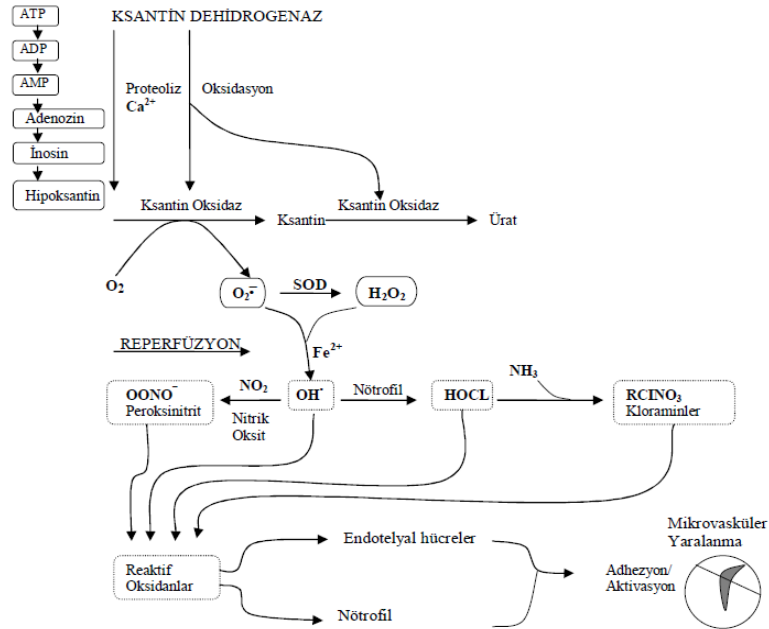 ATP
KSANTİN DEHİDROGENAZ
ADP
AMP
Proteoliz
Ca²⁺
Oksidasyon
Adenozin
İnosin
Hipoksantin
Ksantin Oksidaz
Ksantin
Ksantin Oksidaz
Ürat
O₂
O₂•̅
SOD
H₂O₂
REPERFÜZYON
Fe²⁺
OONO⁻
Peroksinitrit
NO₂
Nitrik
Oksit
OH•
Nötrofil
HOCL
NH₃
RCINO₃
Kloraminler
Mikrovasküler
Yaralanma
Endotelyal hücreler
Reaktif
Oksidanlar
Adhezyon/
Aktivasyon
Nötrofil